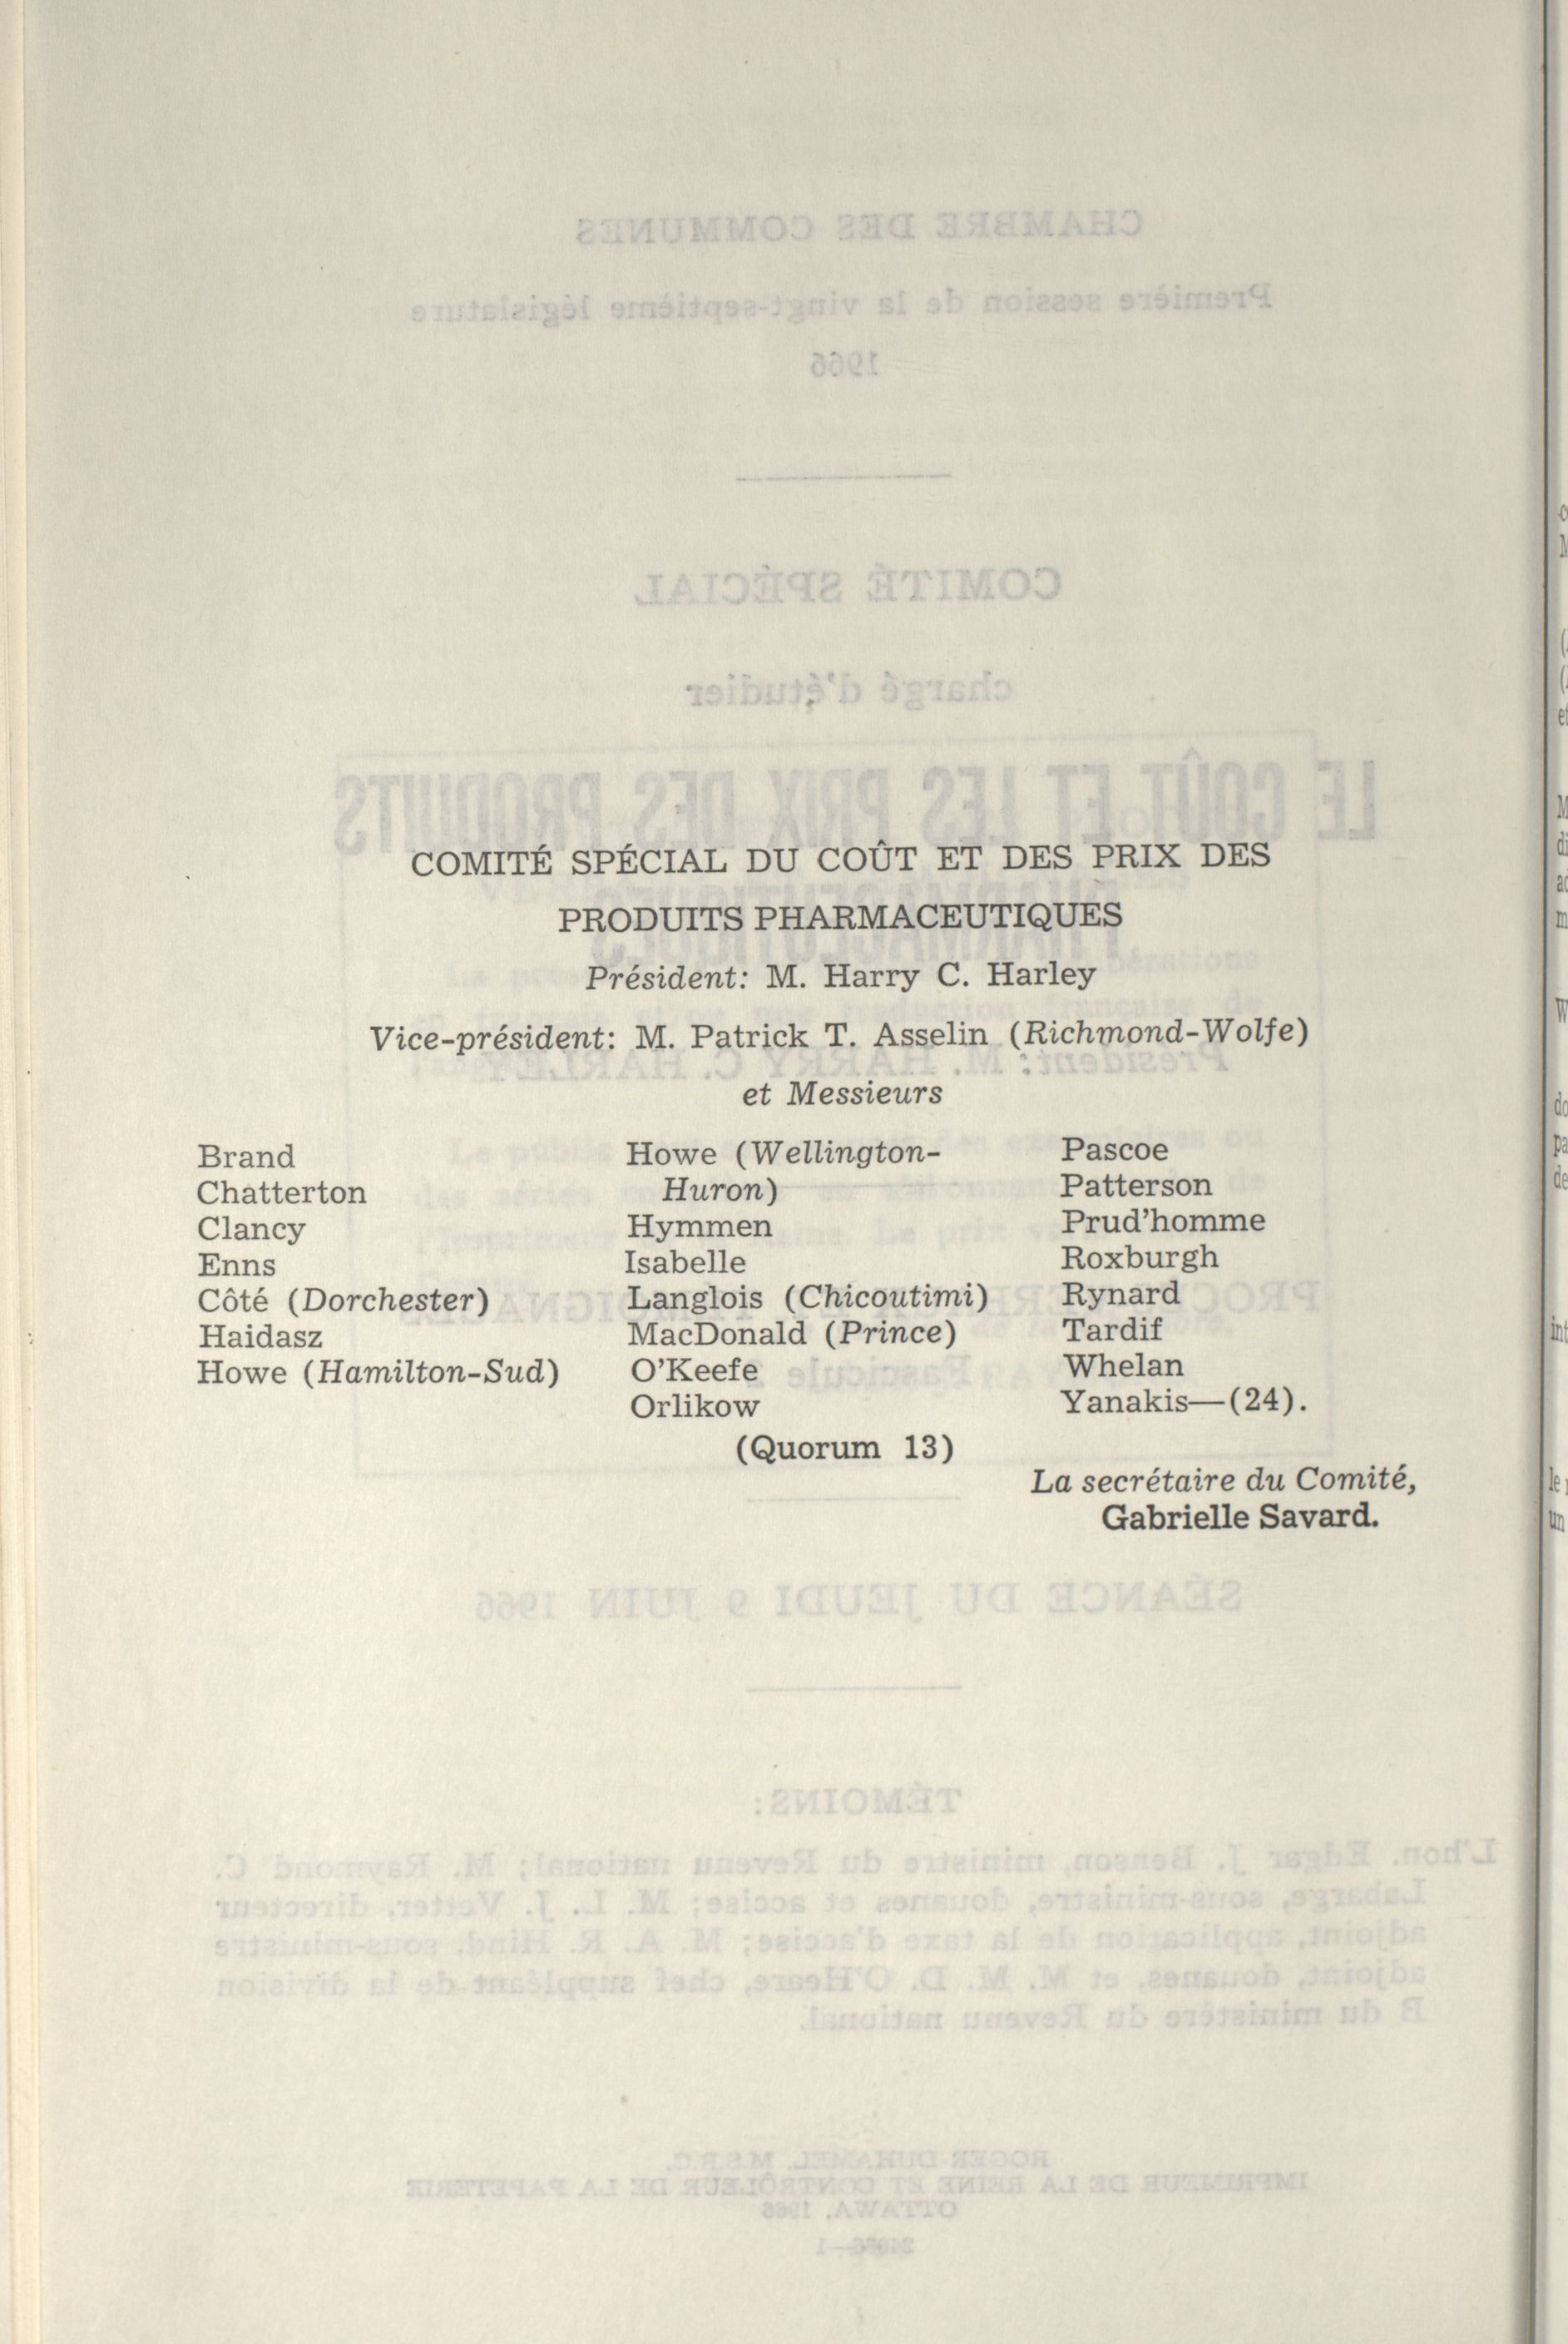 COMITÉ SPÉCIAL DU COÛT ET DES PRIX DES
PRODUITS PHARMACEUTIQUES
Président: M. Harry C. Harley
Vice-président: M. Patrick T. Asselin (Richmond-Wolfe)
et Messieurs
Brand
Chatterton
Clancy
Enns
Côté (Dorchester)
Haidasz
Howe (Hamilton-Sud)
Howe (Wellington-
Huron)
Hymmen
Isabelle
Langlois (Chicoutimi)
MacDonald (Prince)
O'Keefe
Orlikow
Pascoe
Patterson
Prud'homme
Roxburgh
Rynard
Tardif
Whelan
Yanakis—(24).
(Quorum 13)
La secrétaire du Comité,
Gabrielle Savard.